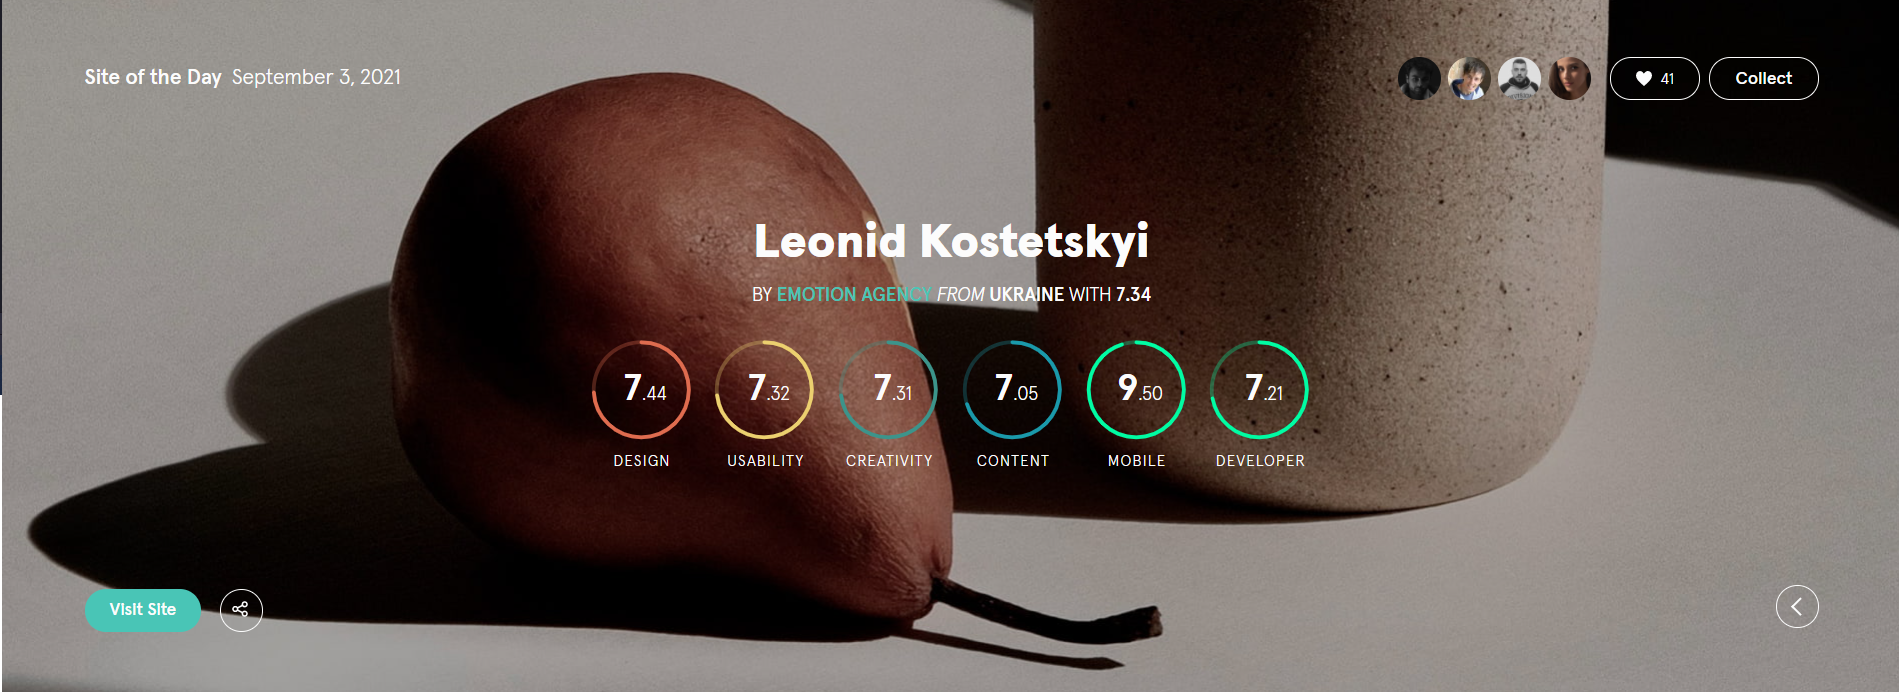 Site of the Day September 3, 2021
41
Collect
Leonid Kostetskyi
BY EMOTION AGENCY FROM UKRAINE WITH 7.34
7.44
7.32
7.31
7.05
9.50
7.21
DESIGN
USABILITY
CREATIVITY
CONTENT
MOBILE
DEVELOPER
Visit Site